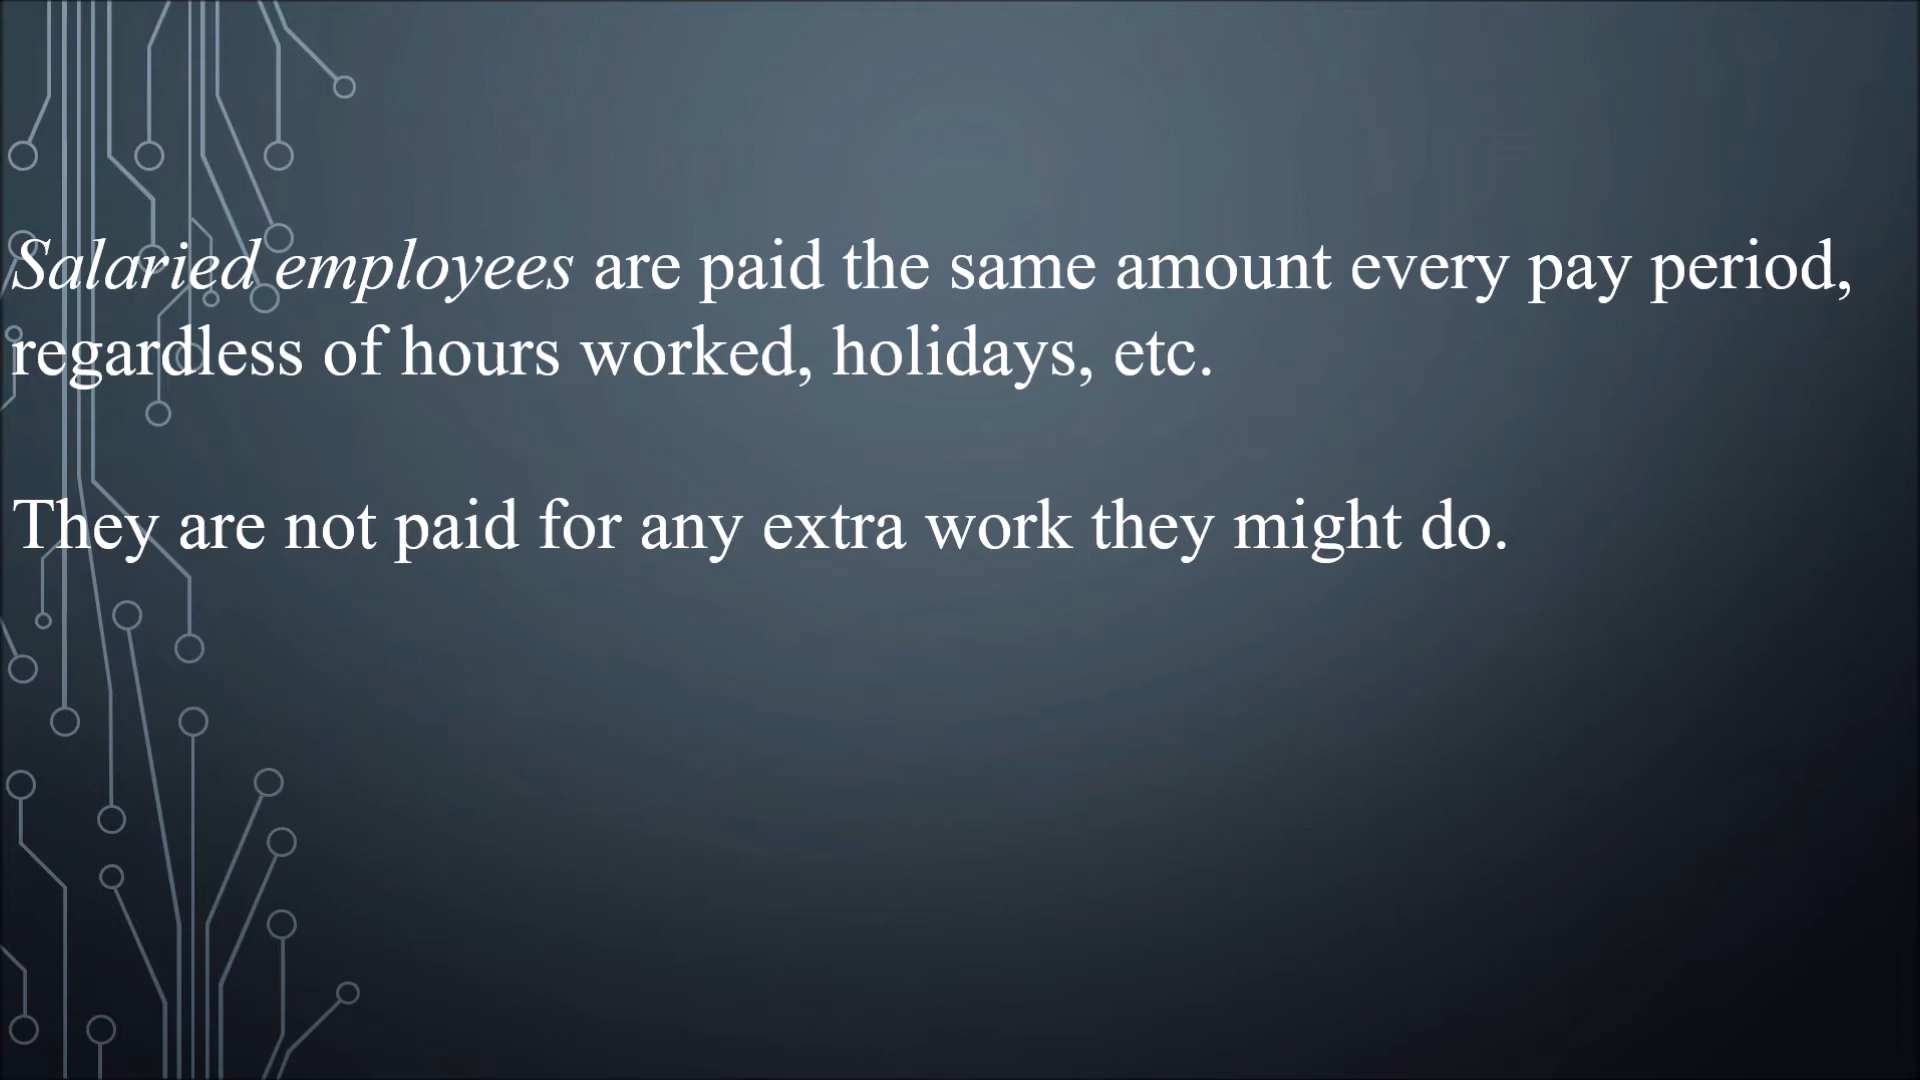 Salaried employees are paid the same amount every pay period,
regardless of hours worked, holidays, etc.
They are not paid for any extra work they might do.